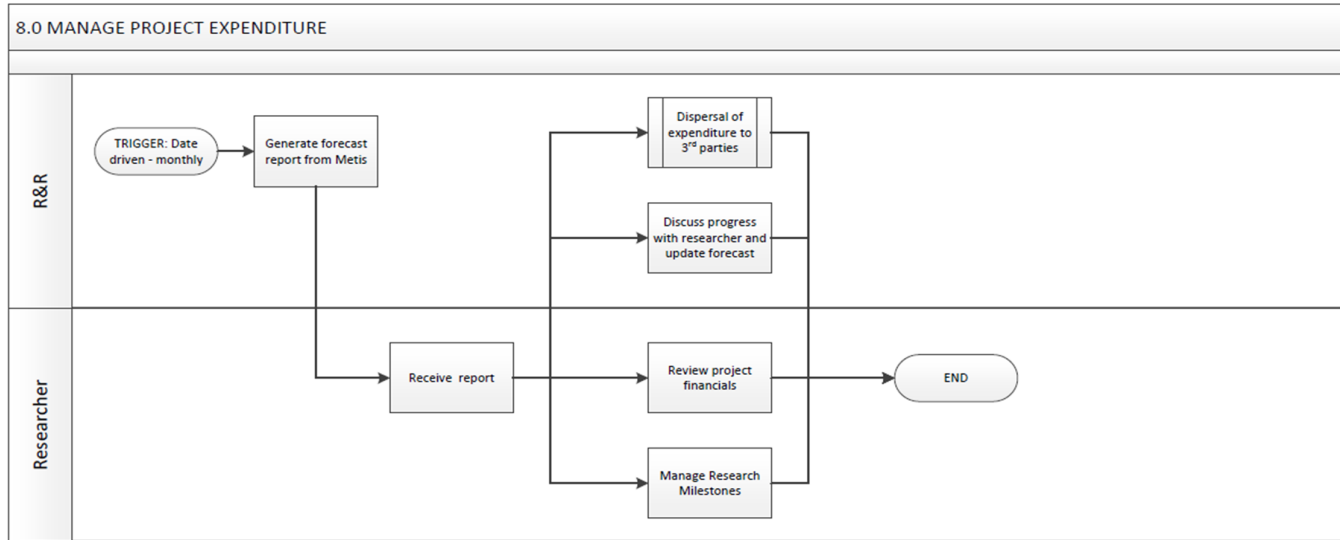 8.0 MANAGE PROJECT EXPENDITURE
R&R
TRIGGER: Date
driven - monthly
Generate forecast
report from Metis
Dispersal of
expenditure to
3rd parties
Discuss progress
with researcher and
update forecast
Researcher
Receive report
Review project
financials
END
Manage Research
Milestones